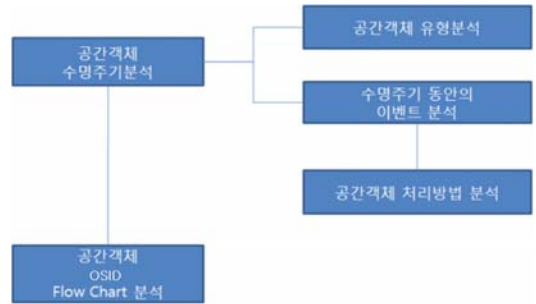 공간객체
수명주기분석
공간객체 유형분석
수명주기 동안의
이벤트 분석
공간객체 처리방법 분석
공간객체
OSID
Flow Chart 분석